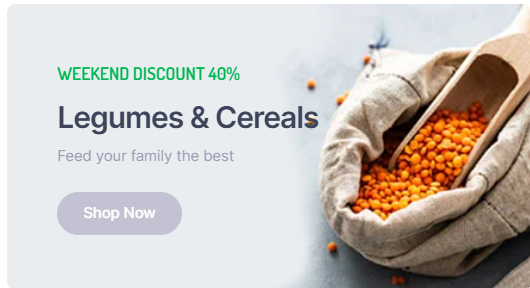 WEEKEND DISCOUNT 40%
Legumes & Cereals
Feed your family the best
Shop Now